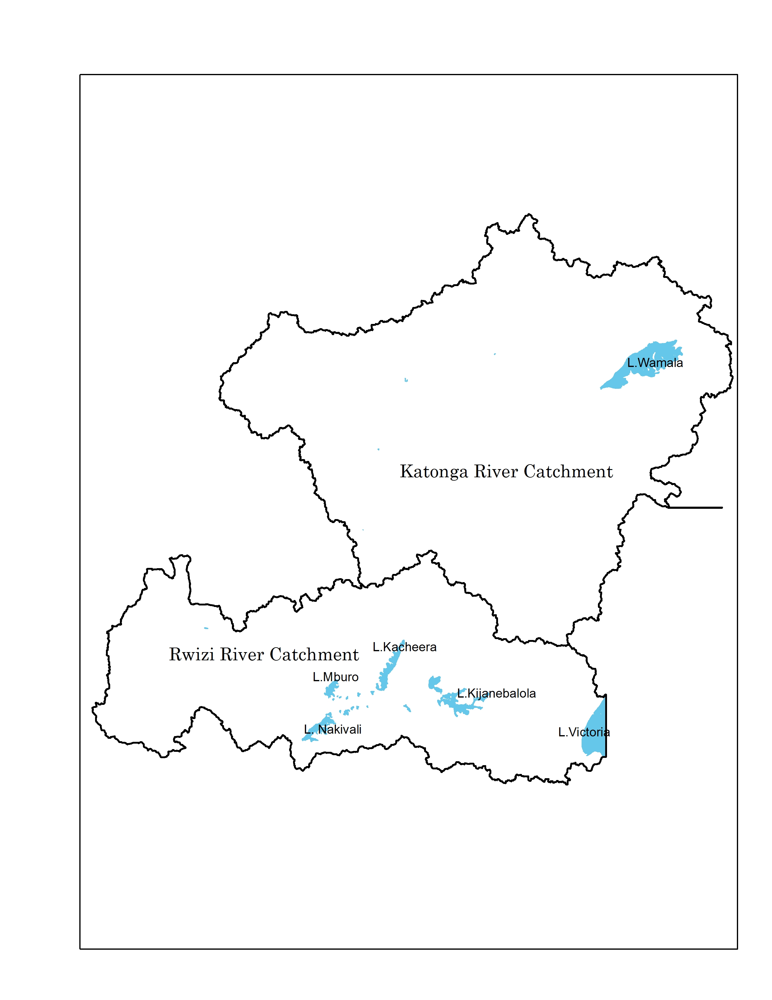 L.Wamala
Katonga River Catchment
L.Kacheera
Rwizi River Catchment
L.Mburo
L.Kijanebalola
L. Nakivali
L.Victoria